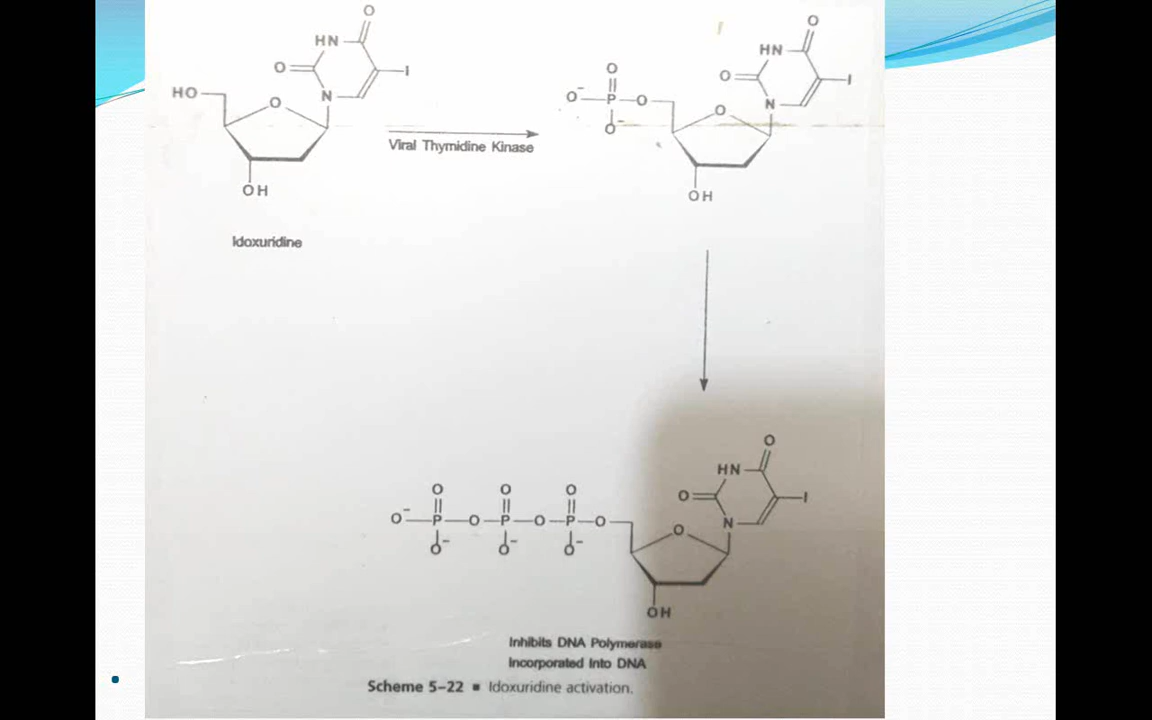 O
HN
O
I
HO
O
N
OH
Idoxuridine
Viral Thymidine Kinase
O
HN
O
O
I
O⁻
P
O
O
N
O⁻
OH
O
HN
O
O
O
O
I
O⁻
P
O
P
O
P
O
O
N
O⁻
O⁻
O⁻
OH
Inhibits DNA Polymerase
Incorporated Into DNA
Scheme 5–22 ■ Idoxuridine activation.